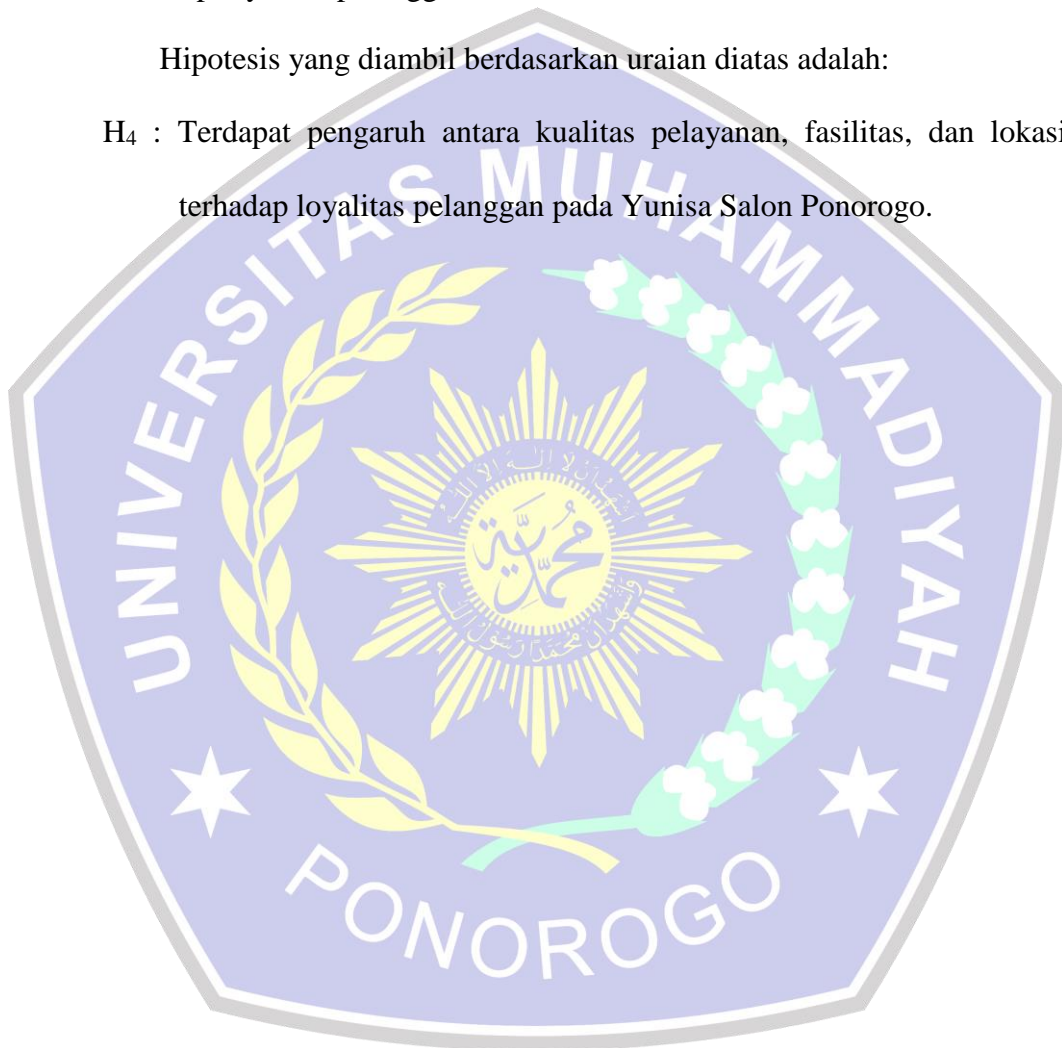 Hipotesis yang diambil berdasarkan uraian diatas adalah:
H₄ : Terdapat pengaruh antara kualitas pelayanan, fasilitas, dan lokasi
terhadap loyalitas pelanggan pada Yunisa Salon Ponorogo.
UNIVERSITAS MUHAMMADIYAH
محمدية
PONOROGO